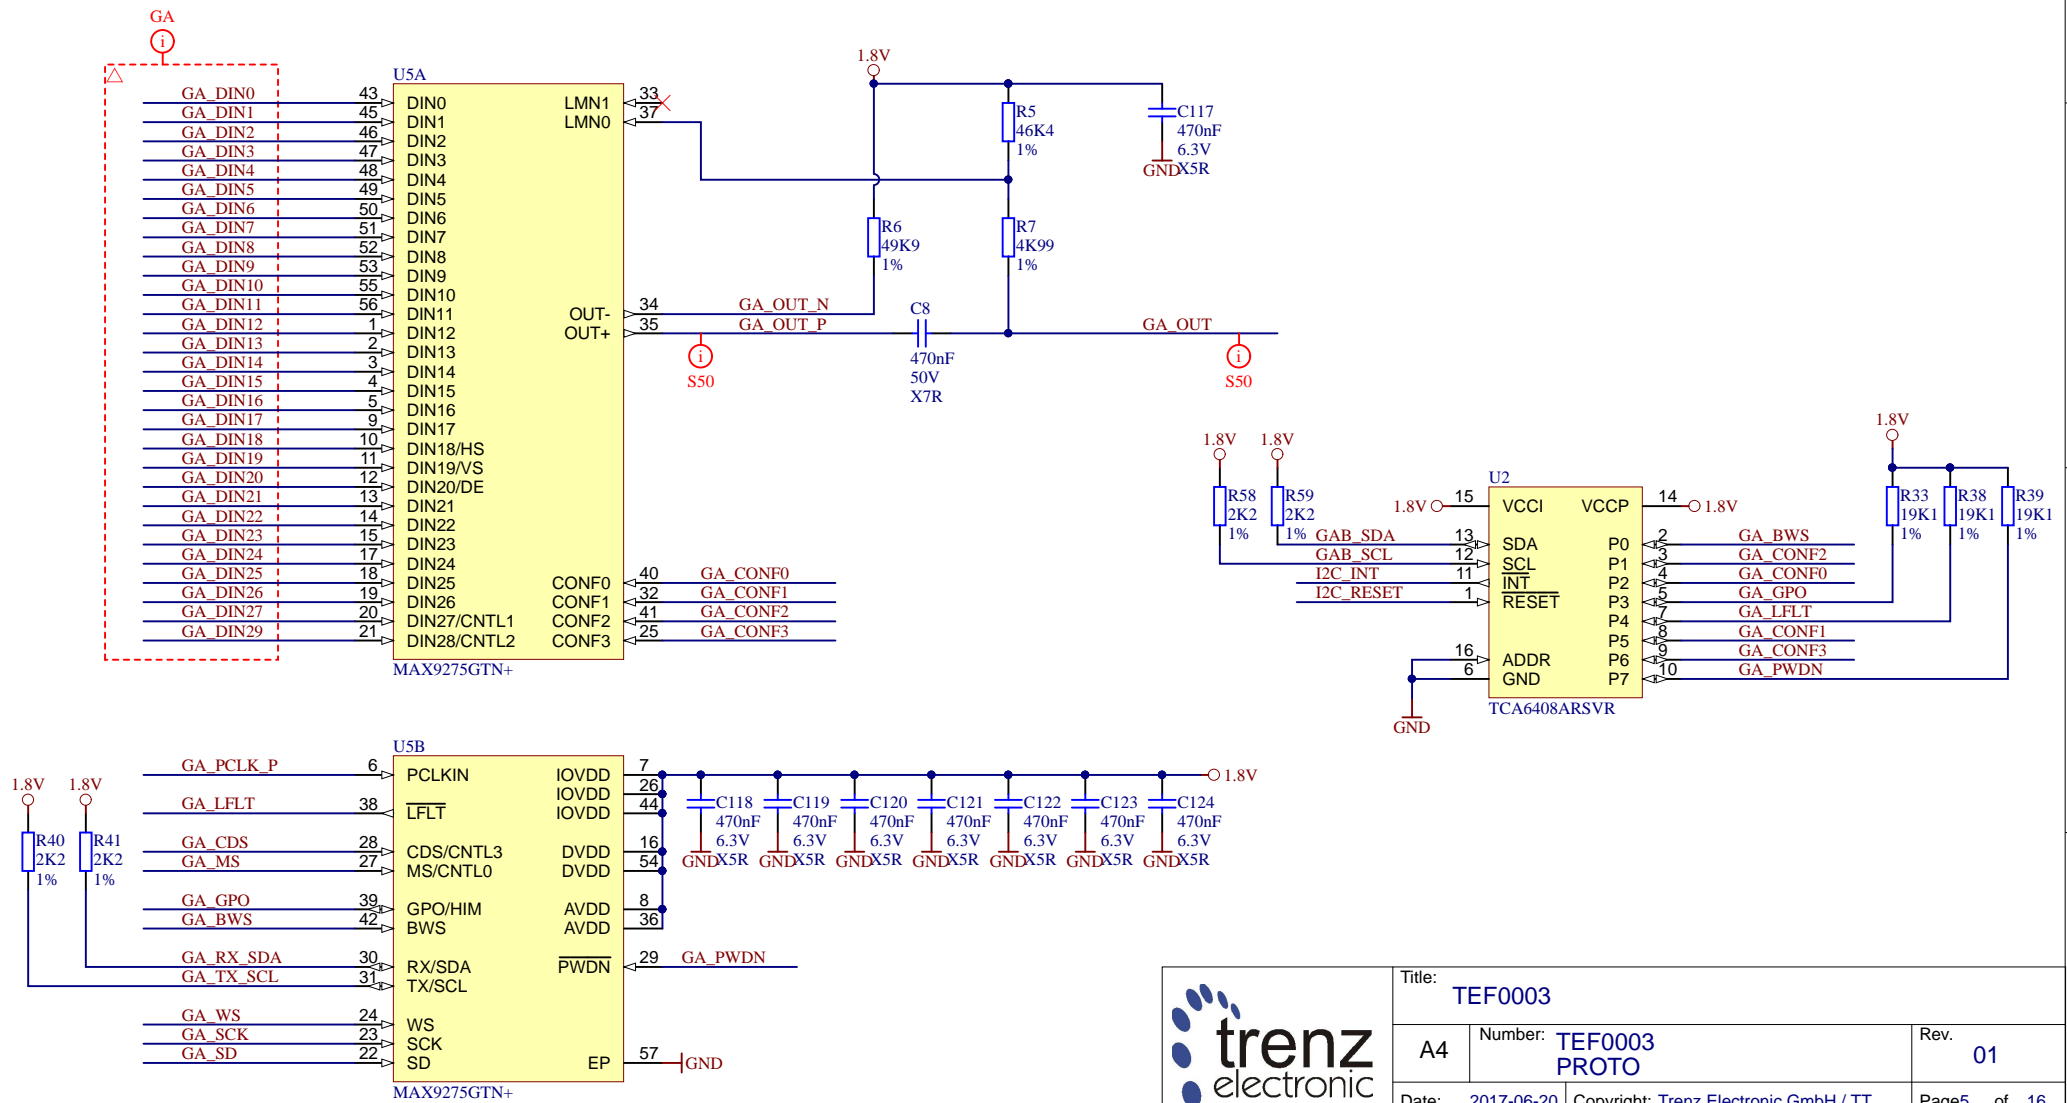 GA
i
U5A
GA_DIN0 43 DIN0
GA_DIN1 45 DIN1
GA_DIN2 46 DIN2
GA_DIN3 47 DIN3
GA_DIN4 48 DIN4
GA_DIN5 49 DIN5
GA_DIN6 50 DIN6
GA_DIN7 51 DIN7
GA_DIN8 52 DIN8
GA_DIN9 53 DIN9
GA_DIN10 55 DIN10
GA_DIN11 56 DIN11
GA_DIN12 1 DIN12
GA_DIN13 2 DIN13
GA_DIN14 3 DIN14
GA_DIN15 4 DIN15
GA_DIN16 5 DIN16
GA_DIN17 9 DIN17
GA_DIN18 10 DIN18/HS
GA_DIN19 11 DIN19/VS
GA_DIN20 12 DIN20/DE
GA_DIN21 13 DIN21
GA_DIN22 14 DIN22
GA_DIN23 15 DIN23
GA_DIN24 17 DIN24
GA_DIN25 18 DIN25
GA_DIN26 19 DIN26
GA_DIN27 20 DIN27/CNTL1
GA_DIN29 21 DIN28/CNTL2
LMN1 33
LMN0 37
OUT- 34 GA_OUT_N
OUT+ 35 GA_OUT_P
CONF0 40 GA_CONF0
CONF1 32 GA_CONF1
CONF2 41 GA_CONF2
CONF3 25 GA_CONF3
MAX9275GTN+
1.8V
R5
46K4
1%
C117
470nF
6.3V
X5R
GND
R6
49K9
1%
R7
4K99
1%
C8
470nF
50V
X7R
GA_OUT
i
S50
i
S50
1.8V
R58
2K2
1%
1.8V
R59
2K2
1%
U2
1.8V 15 VCCI
VCCP 14 1.8V
GAB_SDA 13 SDA
GAB_SCL 12 SCL
I2C_INT 11 INT
I2C_RESET 1 RESET
16 ADDR
6 GND
GND
P0 2 GA_BWS
P1 3 GA_CONF2
P2 4 GA_CONF0
P3 5 GA_GPO
P4 7 GA_LFLT
P5 8 GA_CONF1
P6 9 GA_CONF3
P7 10 GA_PWDN
TCA6408ARSVR
1.8V
R33
19K1
1%
R38
19K1
1%
R39
19K1
1%
U5B
1.8V
R40
2K2
1%
1.8V
R41
2K2
1%
GA_PCLK_P 6 PCLKIN
GA_LFLT 38 LFLT
GA_CDS 28 CDS/CNTL3
GA_MS 27 MS/CNTL0
GA_GPO 39 GPO/HIM
GA_BWS 42 BWS
GA_RX_SDA 30 RX/SDA
GA_TX_SCL 31 TX/SCL
GA_WS 24 WS
GA_SCK 23 SCK
GA_SD 22 SD
IOVDD 7
IOVDD 26
IOVDD 44
DVDD 16
DVDD 54
AVDD 8
AVDD 36
PWDN 29 GA_PWDN
EP 57 GND
MAX9275GTN+
1.8V
C118
470nF
6.3V
X5R
GND
C119
470nF
6.3V
X5R
GND
C120
470nF
6.3V
X5R
GND
C121
470nF
6.3V
X5R
GND
C122
470nF
6.3V
X5R
GND
C123
470nF
6.3V
X5R
GND
C124
470nF
6.3V
X5R
GND
trenz
electronic
Title:
TEF0003
A4
Number: TEF0003
PROTO
Rev.
01
Date: 2017-06-20 Copyright: Trenz Electronic GmbH / TT Page5 of 16